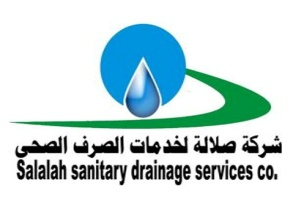 شركة صلالة لخدمات الصرف الصحى
Salalah sanitary drainage services co.